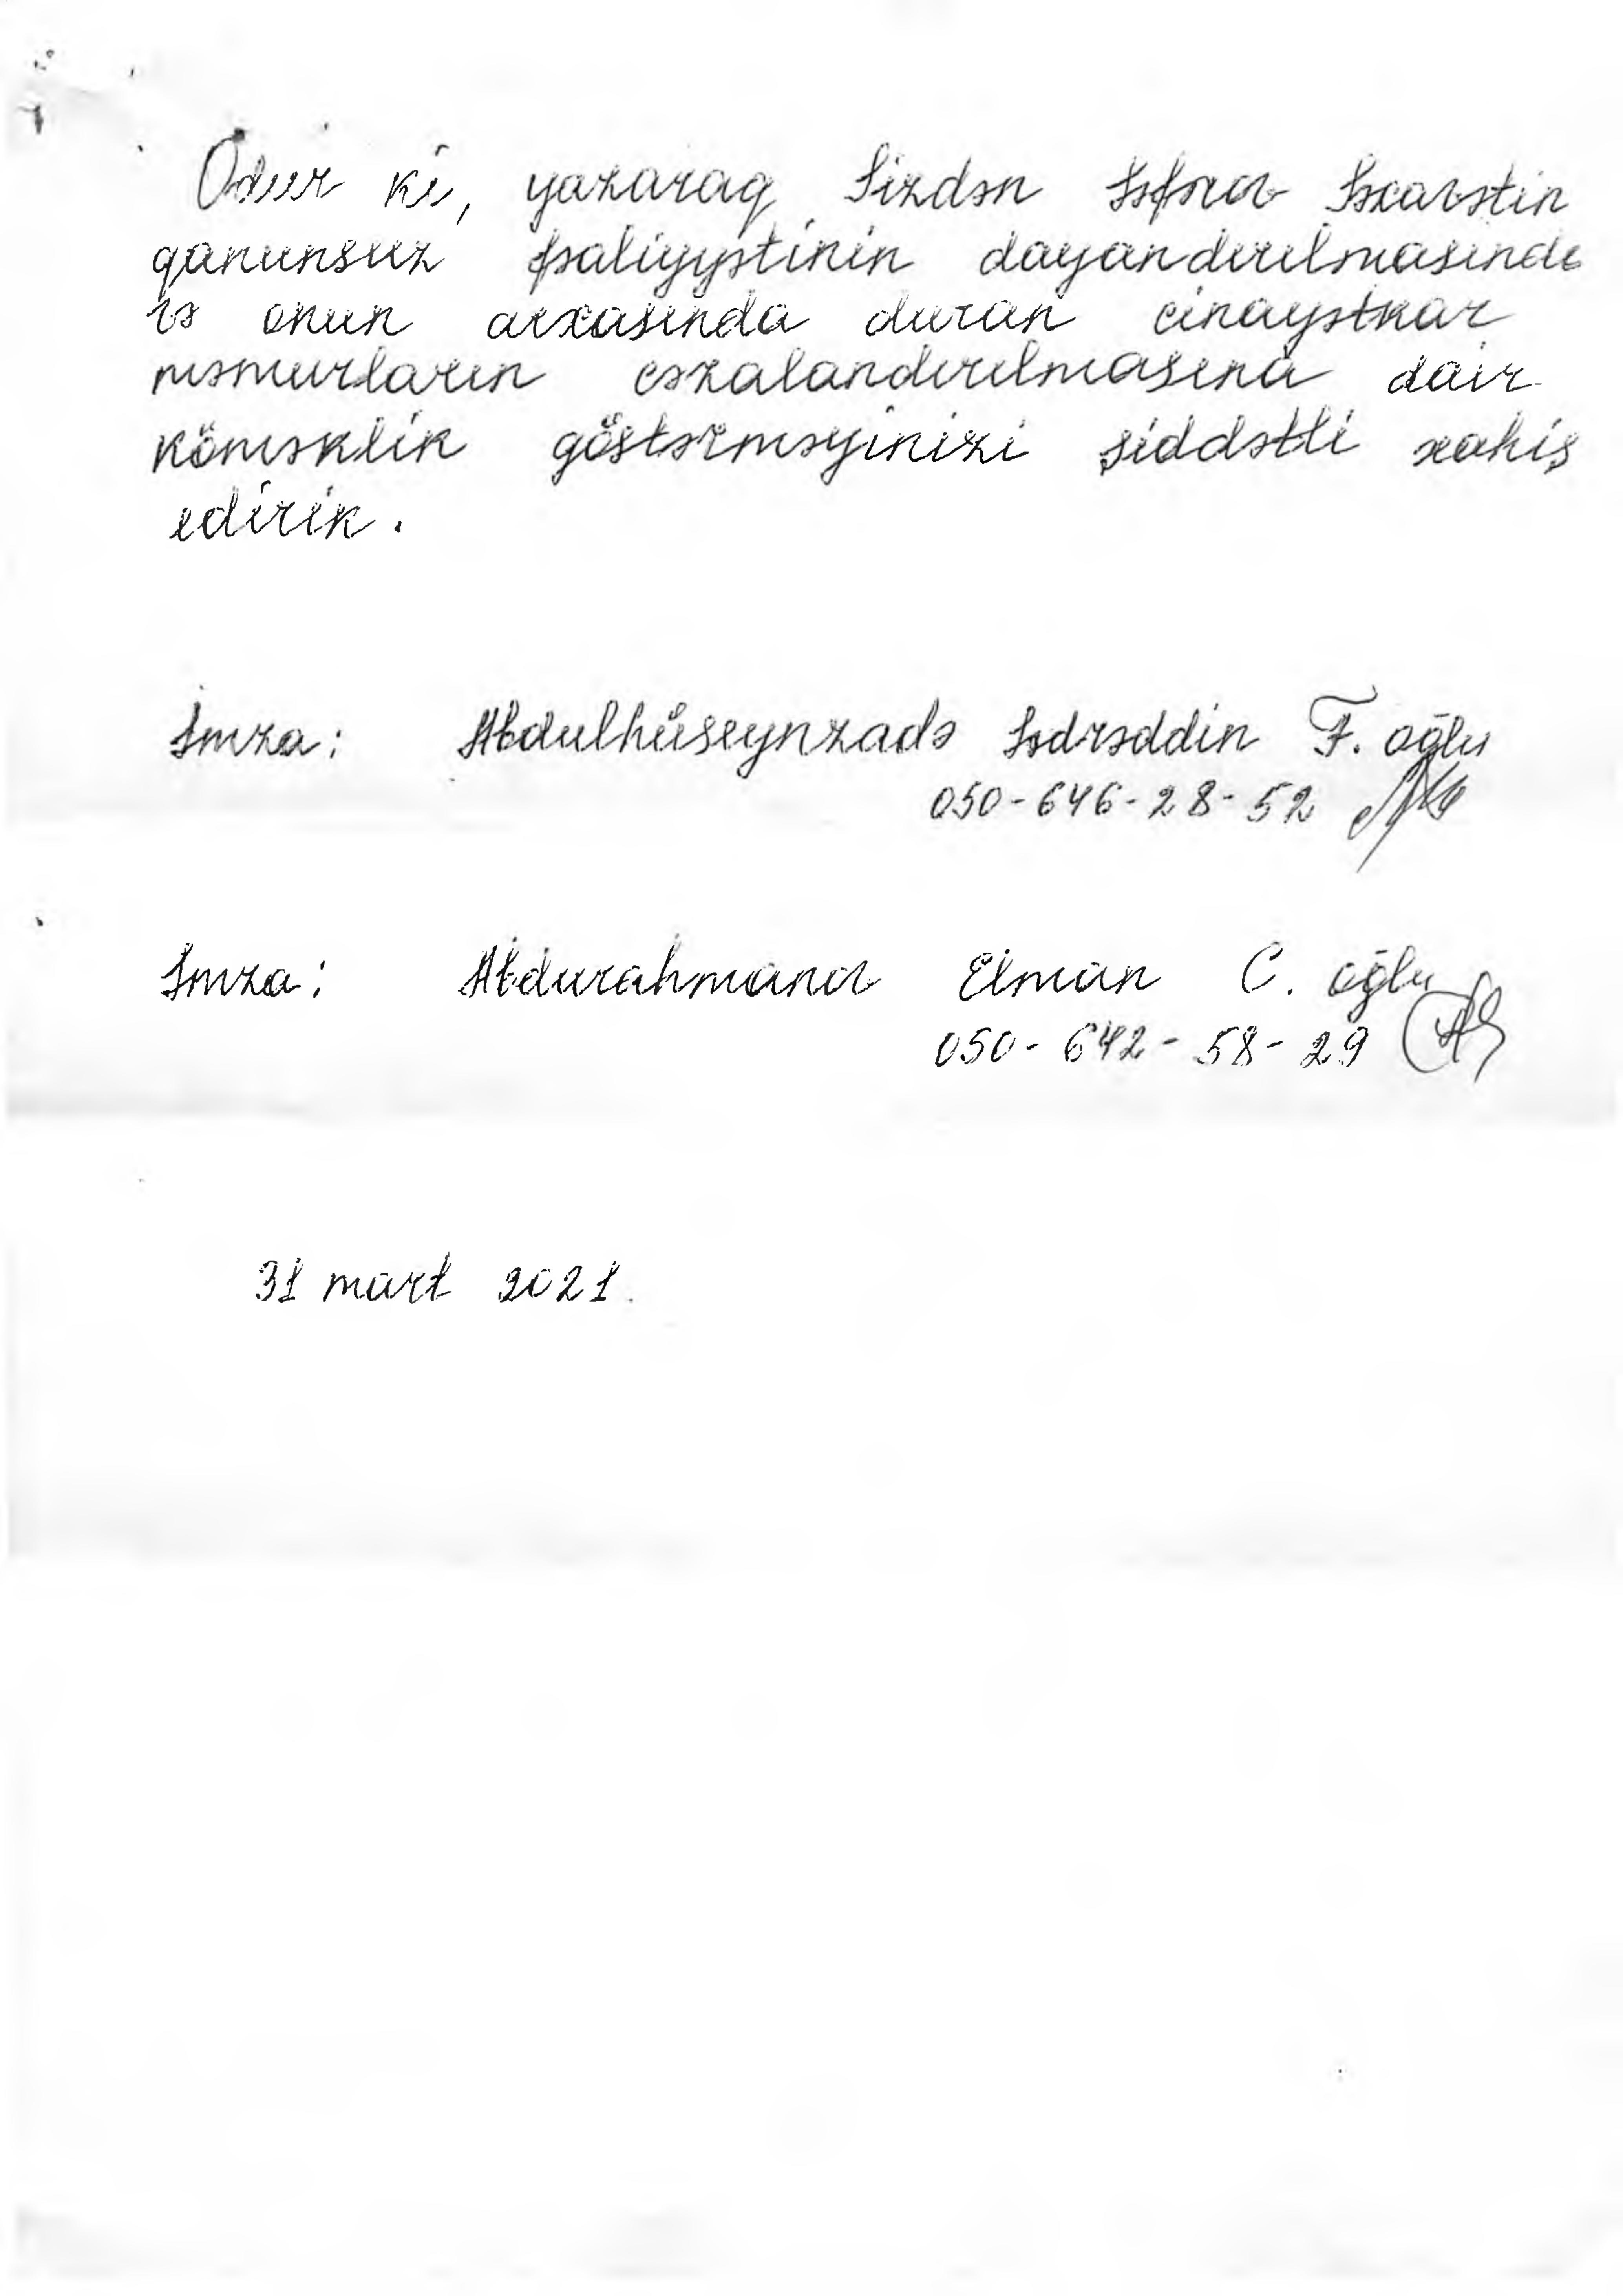 Odur ki, yazaraq Sizdən Səfərov Səxavətin
qanunsuz fəaliyyətinin dayandırılmasında
və onun arxasında duran cinayətkar
məmurların cəzalandırılmasına dair
köməklik göstərməyinizi şiddətli xahiş
edirik.
İmza: Abdulhüseynzadə Sədrəddin F. oğlu
050-646-28-52
İmza: Abdurahmanov Elman C. oğlu
050-642-58-29
31 mart 2021.